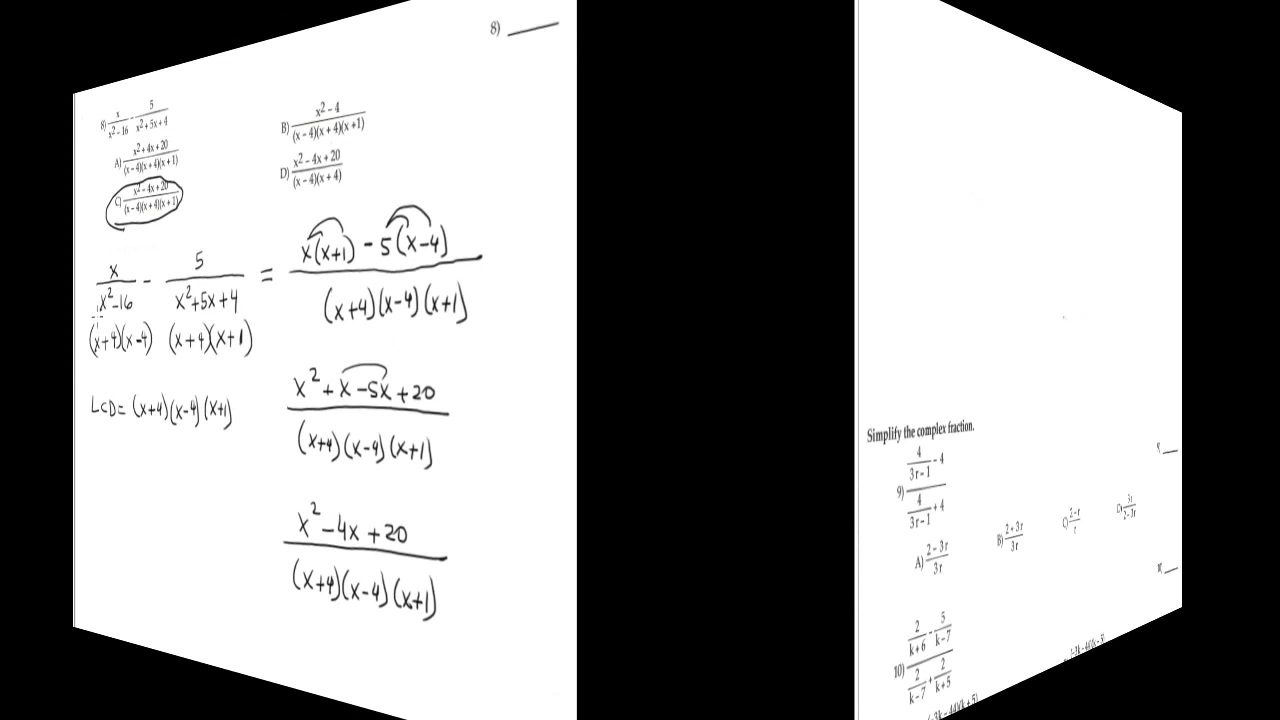 8) ____
8) x/(x² – 16) – 5/(x² + 5x + 4)
A) (x² + 4x + 20)/((x – 4)(x + 4)(x + 1))
B) (x² – 4)/((x – 4)(x + 4)(x + 1))
C) (x² – 4x + 20)/((x – 4)(x + 4)(x + 1))
D) (x² – 4x + 20)/((x – 4)(x + 4))
x/(x²-16) - 5/(x²+5x+4) = (x(x+1) - 5(x-4))/((x+4)(x-4)(x+1))
(x+4)(x-4) (x+4)(x+1)
(x² + x - 5x + 20)/((x+4)(x-4)(x+1))
LCD = (x+4)(x-4)(x+1)
(x² - 4x + 20)/((x+4)(x-4)(x+1))
Simplify the complex fraction.
9) (4/(3r – 1) – 4)/(4/(3r – 1) + 4)
A) (2 – 3r)/3r
B) (2 + 3r)/3r
C) (2 – r)/r
D) 3r/(2 – 3r)
10) (2/(k + 6) – 5/(k – 7))/(2/(k – 7) + 2/(k + 5))